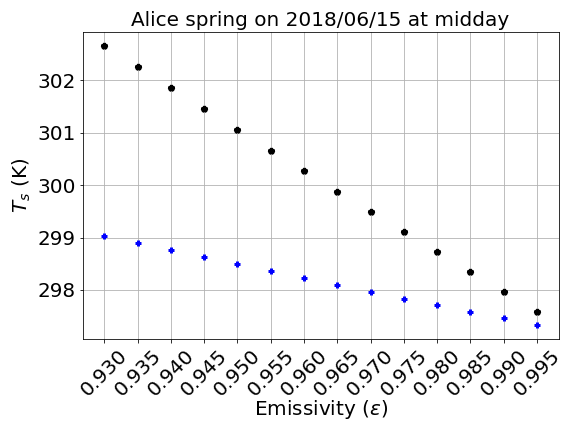 Alice spring on 2018/06/15 at midday
302
301
300
299
298
T_s (K)
0.930 0.935 0.940 0.945 0.950 0.955 0.960 0.965 0.970 0.975 0.980 0.985 0.990 0.995
Emissivity (ε)